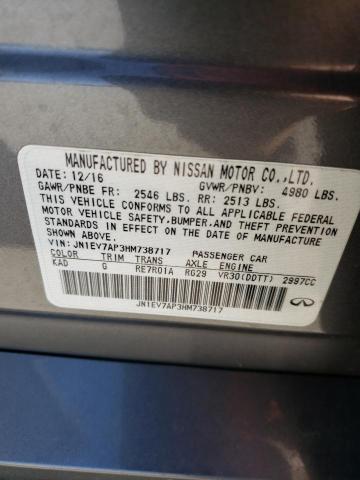 MANUFACTURED BY NISSAN MOTOR CO.,LTD.
DATE: 12/16 GVWR/PNBV: 4980 LBS.
GAWR/PNBE FR: 2546 LBS. RR: 2513 LBS.
THIS VEHICLE CONFORMS TO ALL APPLICABLE FEDERAL
MOTOR VEHICLE SAFETY,BUMPER,AND THEFT PREVENTION
STANDARDS IN EFFECT ON THE DATE OF MANUFACTURE
SHOWN ABOVE.
VIN: JN1EV7AP3HM738717 PASSENGER CAR
COLOR TRIM TRANS AXLE ENGINE
KAD G RE7R01A RG29 VR30(DDTT) 2997CC
JN1EV7AP3HM738717